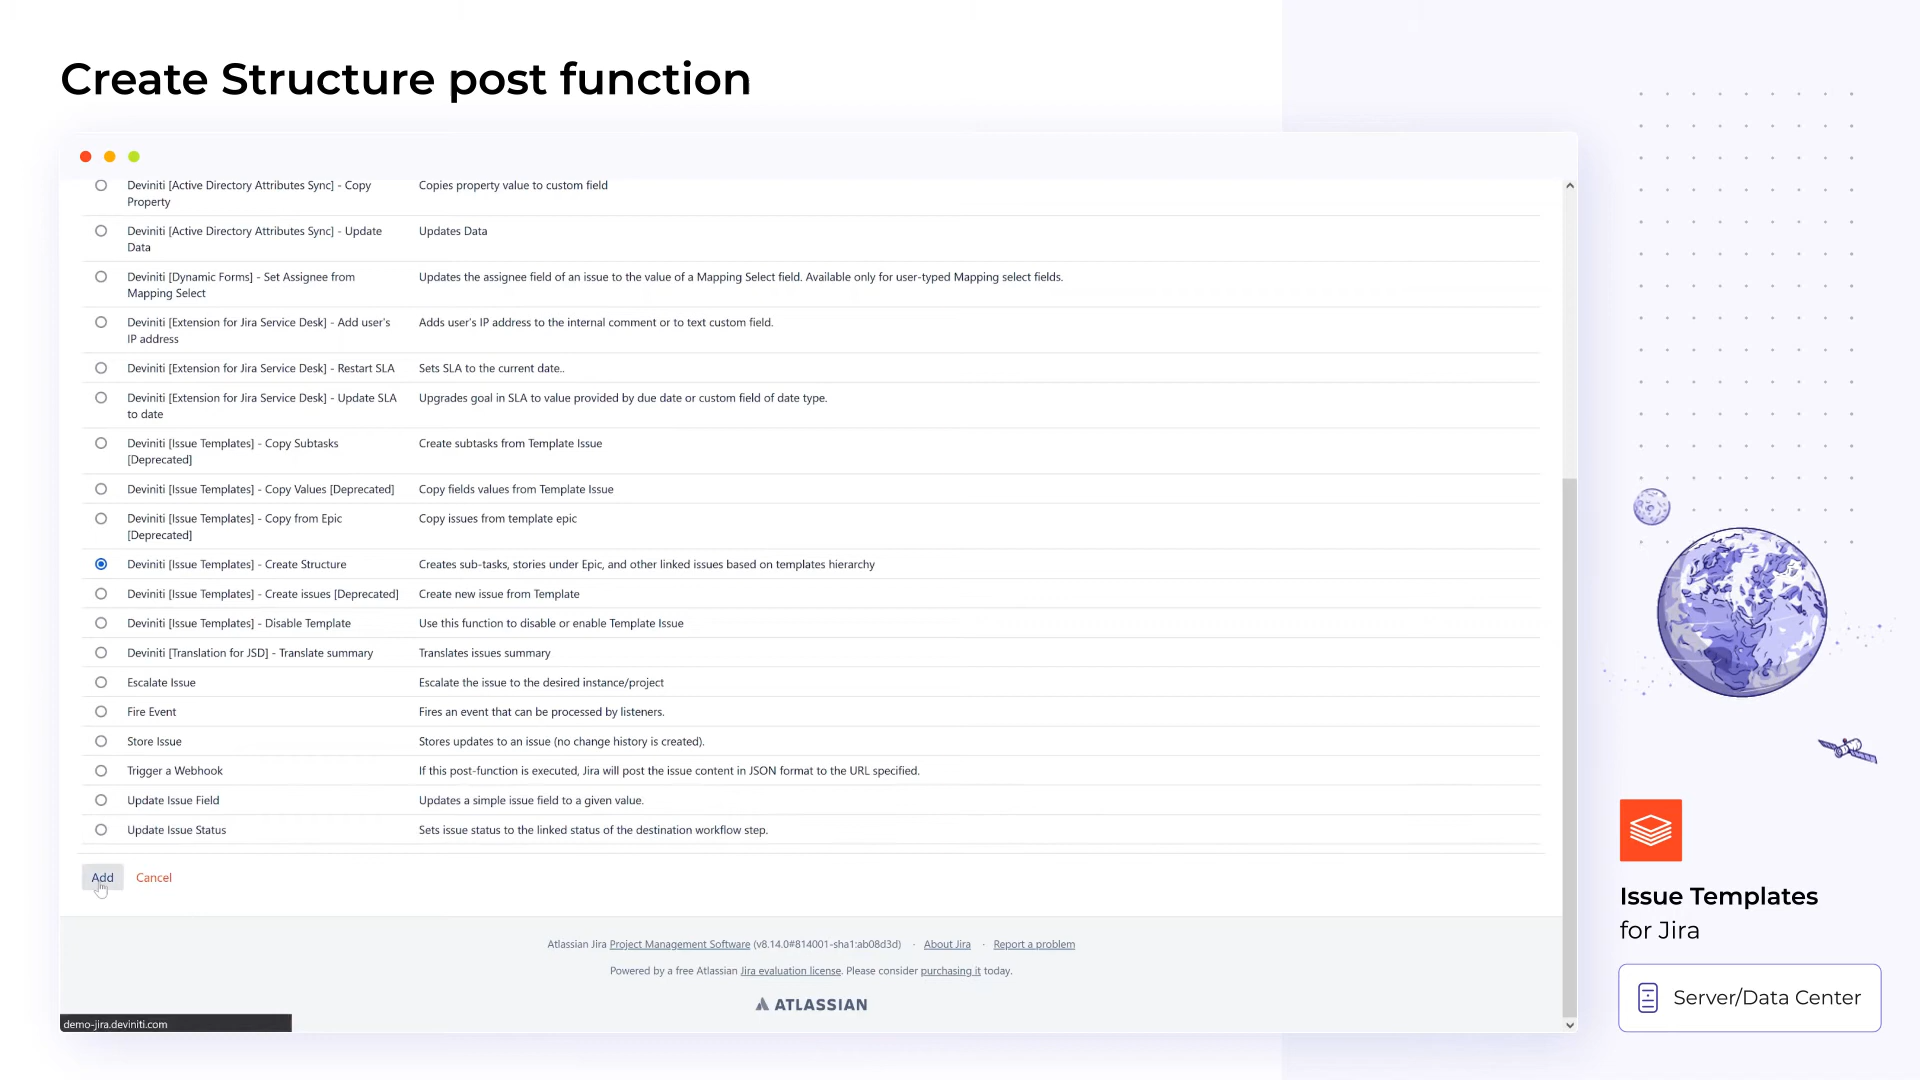 Create Structure post function
Deviniti [Active Directory Attributes Sync] - Copy Copies property value to custom field
Property
Deviniti [Active Directory Attributes Sync] - Update Updates Data
Data
Deviniti [Dynamic Forms] - Set Assignee from Updates the assignee field of an issue to the value of a Mapping Select field. Available only for user-typed Mapping select fields.
Mapping Select
Deviniti [Extension for Jira Service Desk] - Add user's Adds user's IP address to the internal comment or to text custom field.
IP address
Deviniti [Extension for Jira Service Desk] - Restart SLA Sets SLA to the current date..
Deviniti [Extension for Jira Service Desk] - Update SLA Upgrades goal in SLA to value provided by due date or custom field of date type.
to date
Deviniti [Issue Templates] - Copy Subtasks Create subtasks from Template Issue
[Deprecated]
Deviniti [Issue Templates] - Copy Values [Deprecated] Copy fields values from Template Issue
Deviniti [Issue Templates] - Copy from Epic Copy issues from template epic
[Deprecated]
Deviniti [Issue Templates] - Create Structure Creates sub-tasks, stories under Epic, and other linked issues based on templates hierarchy
Deviniti [Issue Templates] - Create issues [Deprecated] Create new issue from Template
Deviniti [Issue Templates] - Disable Template Use this function to disable or enable Template Issue
Deviniti [Translation for JSD] - Translate summary Translates issues summary
Escalate Issue Escalate the issue to the desired instance/project
Fire Event Fires an event that can be processed by listeners.
Store Issue Stores updates to an issue (no change history is created).
Trigger a Webhook If this post-function is executed, Jira will post the issue content in JSON format to the URL specified.
Update Issue Field Updates a simple issue field to a given value.
Update Issue Status Sets issue status to the linked status of the destination workflow step.
Add Cancel
Atlassian Jira Project Management Software (v8.14.0#814001-sha1:ab08d3d) · About Jira · Report a problem
Powered by a free Atlassian Jira evaluation license. Please consider purchasing it today.
ATLASSIAN
demo-jira.deviniti.com
Issue Templates
for Jira
Server/Data Center